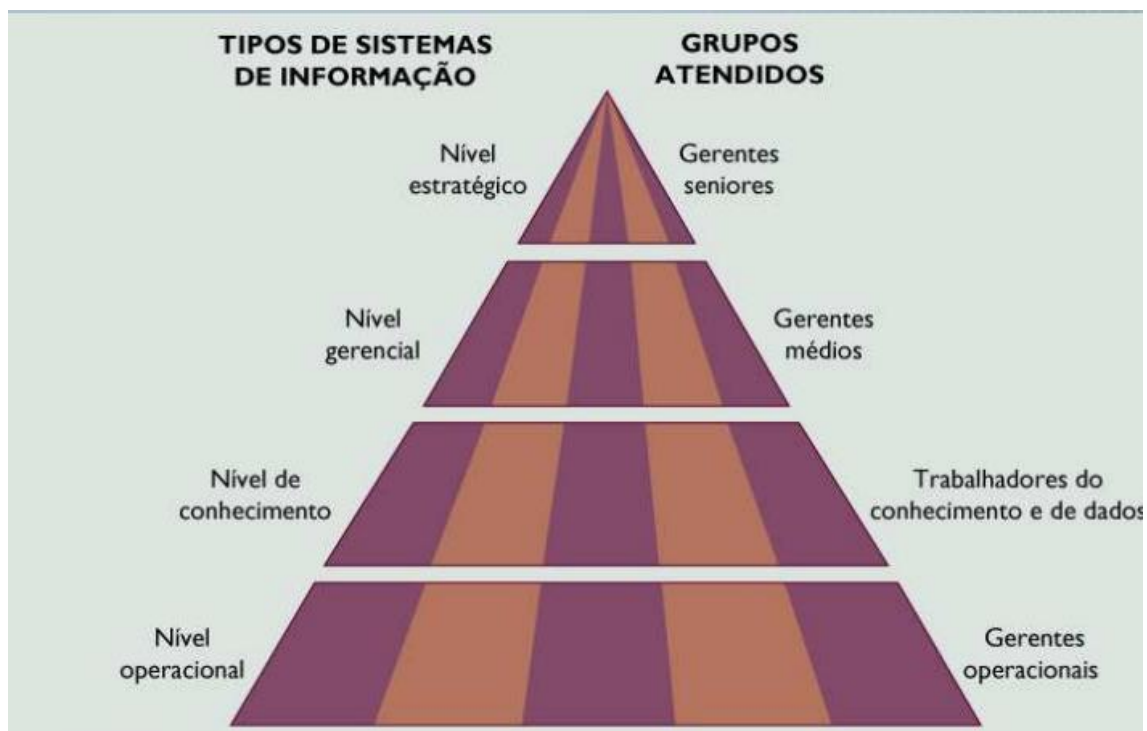 TIPOS DE SISTEMAS
DE INFORMAÇÃO
GRUPOS
ATENDIDOS
Nível
estratégico
Gerentes
seniores
Nível
gerencial
Gerentes
médios
Nível de
conhecimento
Trabalhadores do
conhecimento e de dados
Nível
operacional
Gerentes
operacionais